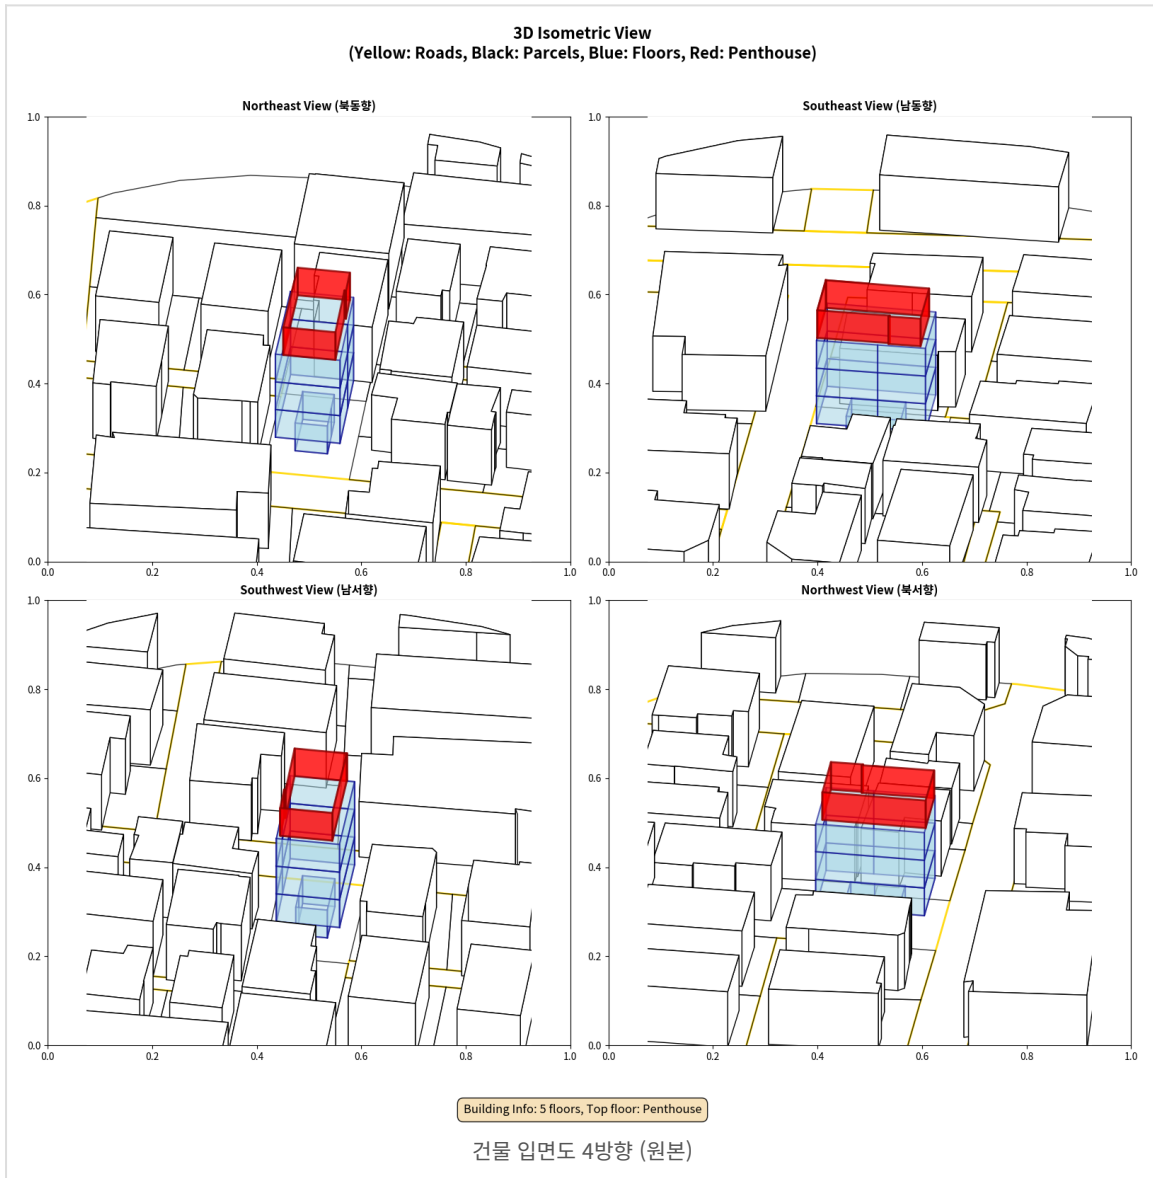 3D Isometric View
(Yellow: Roads, Black: Parcels, Blue: Floors, Red: Penthouse)
Northeast View (북동향)
1.0
0.8
0.6
0.4
0.2
0.0
0.0 0.2 0.4 0.6 0.8 1.0
Southeast View (남동향)
1.0
0.8
0.6
0.4
0.2
0.0
0.0 0.2 0.4 0.6 0.8 1.0
Southwest View (남서향)
1.0
0.8
0.6
0.4
0.2
0.0
0.0 0.2 0.4 0.6 0.8 1.0
Northwest View (북서향)
1.0
0.8
0.6
0.4
0.2
0.0
0.0 0.2 0.4 0.6 0.8 1.0
Building Info: 5 floors, Top floor: Penthouse
건물 입면도 4방향 (원본)